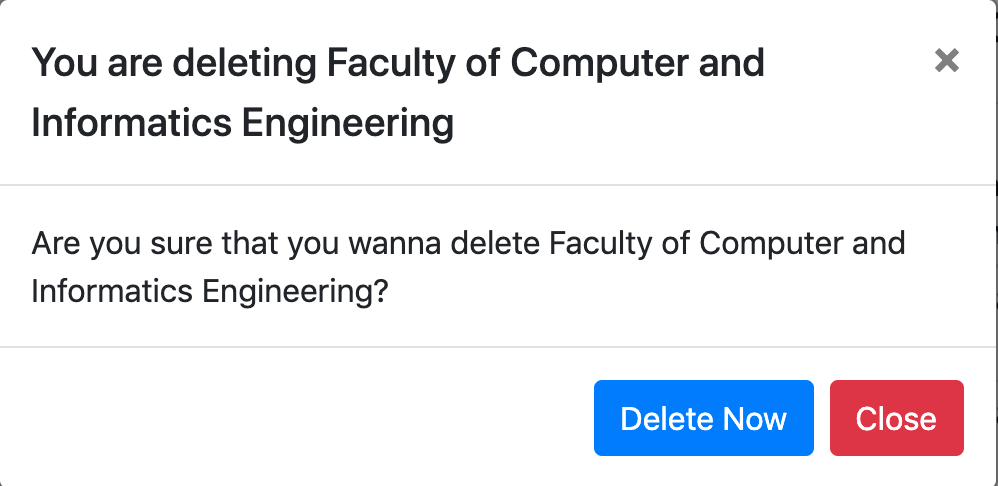 You are deleting Faculty of Computer and
Informatics Engineering
Are you sure that you wanna delete Faculty of Computer and
Informatics Engineering?
Delete Now
Close